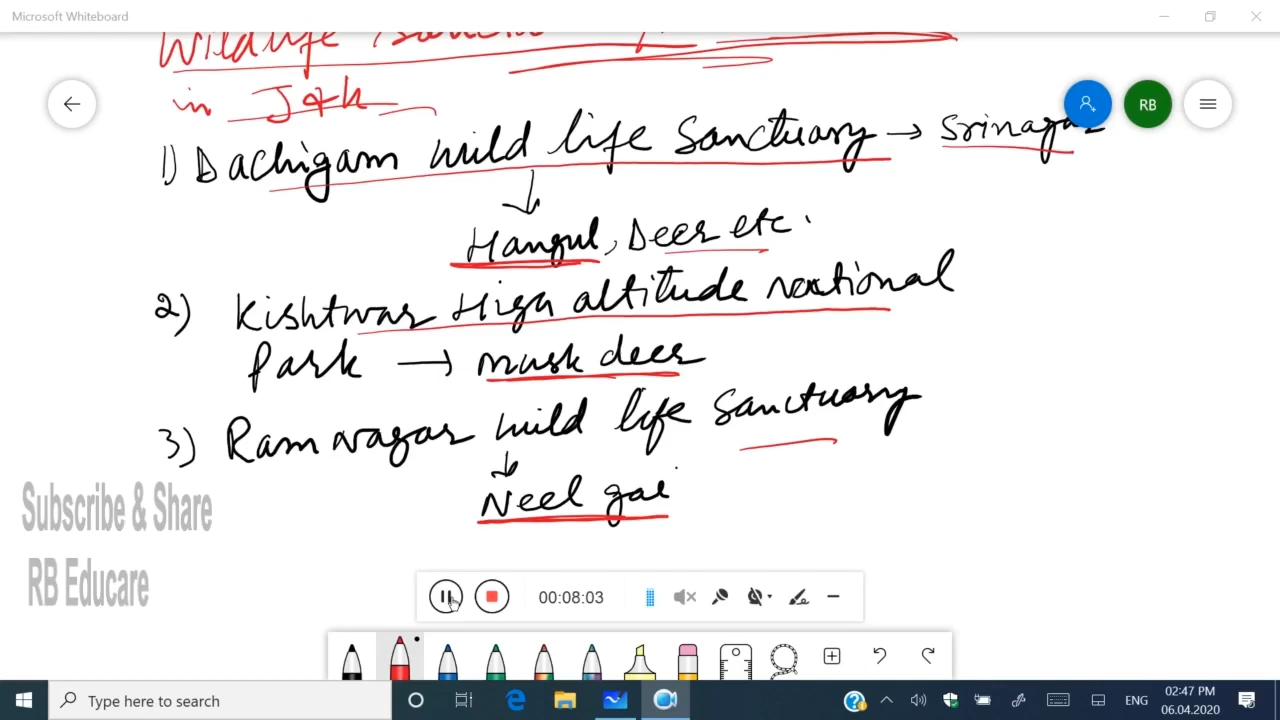 Microsoft Whiteboard
Wildlife
in J&k
RB
1) Dachigam wild life Sanctuary → Srinagar
Hangul, Deer etc.
2) Kishtwar High altitude national
Park → musk deer
3) Ramnagar wild life Sanctuary
Neel gai
Subscribe & Share
RB Educare
00:08:03
Type here to search
ENG
02:47 PM
06.04.2020